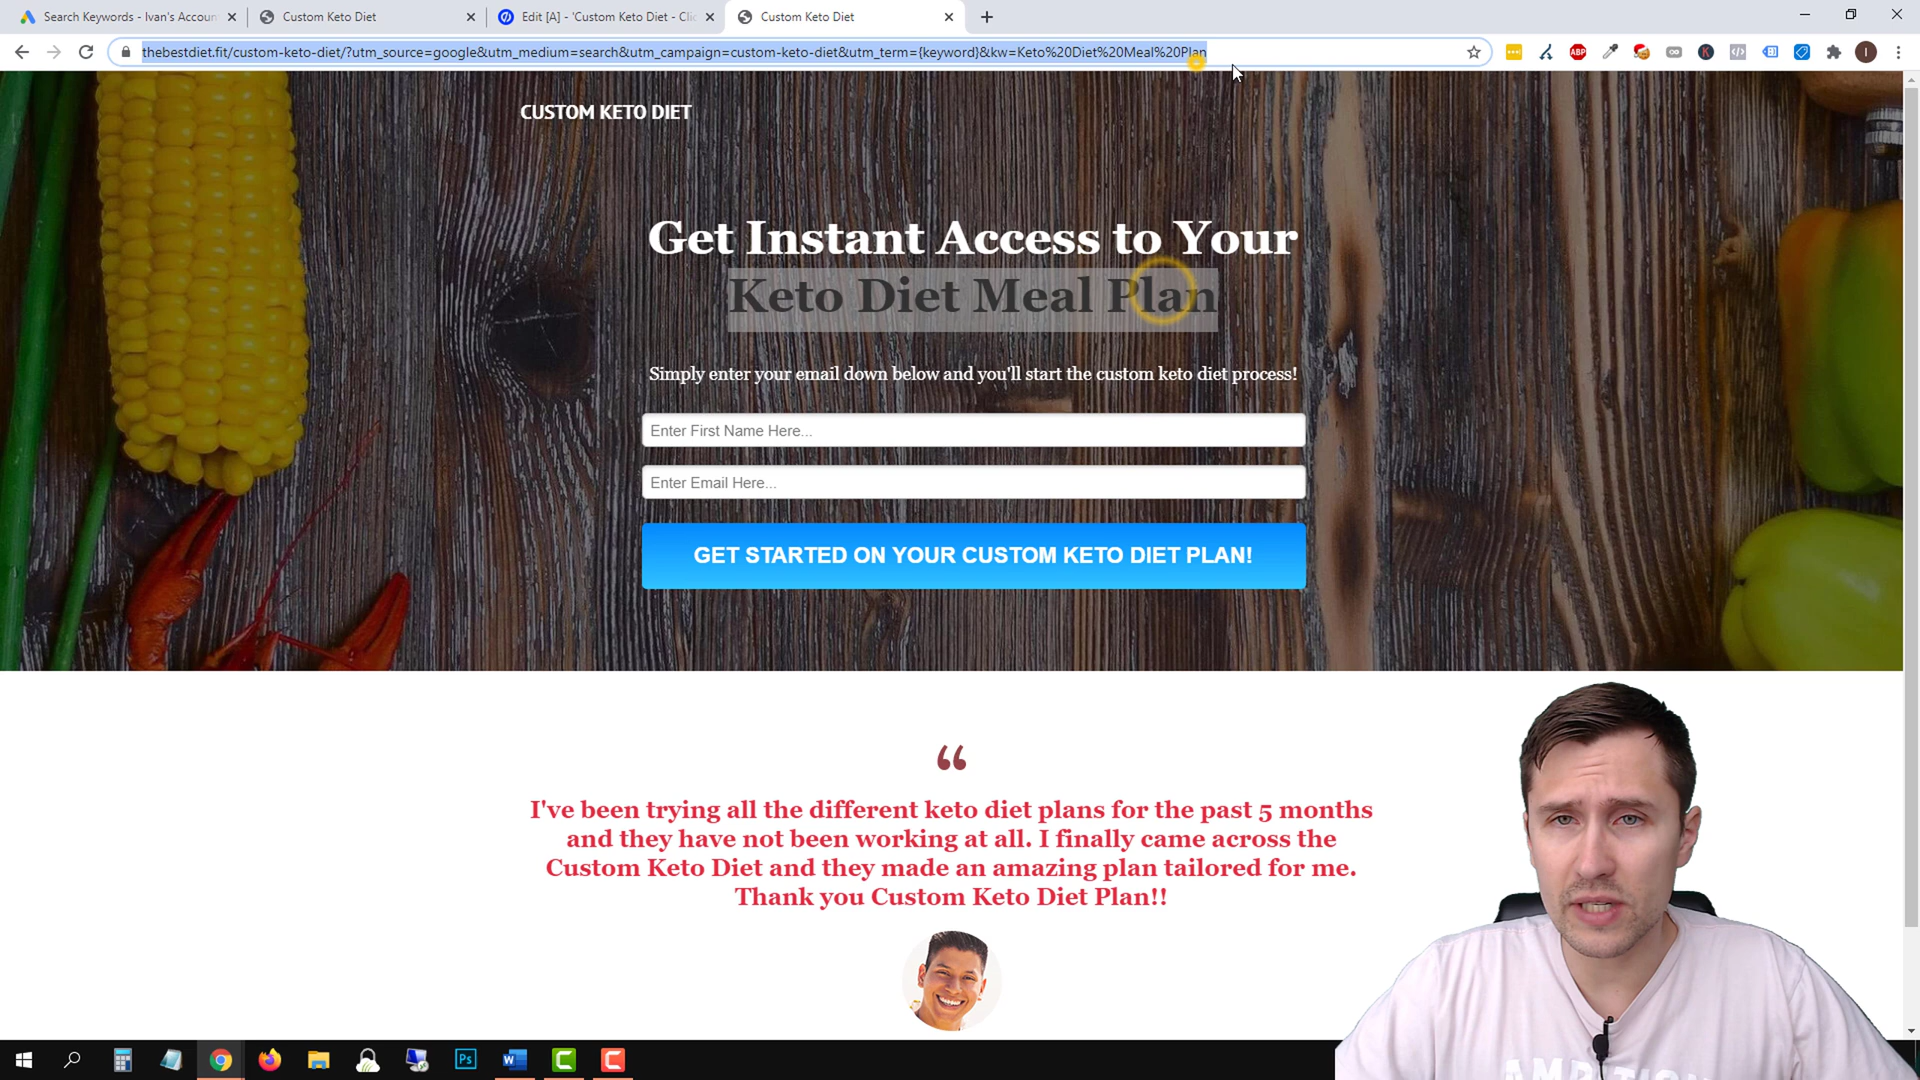 Search Keywords - Ivan's Accoun
Custom Keto Diet
Edit [A] - 'Custom Keto Diet - Clic
Custom Keto Diet
thebestdiet.fit/custom-keto-diet/?utm_source=google&utm_medium=search&utm_campaign=custom-keto-diet&utm_term={keyword}&kw=Keto%20Diet%20Meal%20Plan
ABP
K
I
CUSTOM KETO DIET
Get Instant Access to Your
Keto Diet Meal Plan
Simply enter your email down below and you'll start the custom keto diet process!
Enter First Name Here...
Enter Email Here...
GET STARTED ON YOUR CUSTOM KETO DIET PLAN!
“
I've been trying all the different keto diet plans for the past 5 months
and they have not been working at all. I finally came across the
Custom Keto Diet and they made an amazing plan tailored for me.
Thank you Custom Keto Diet Plan!!
Ps
W
C
C